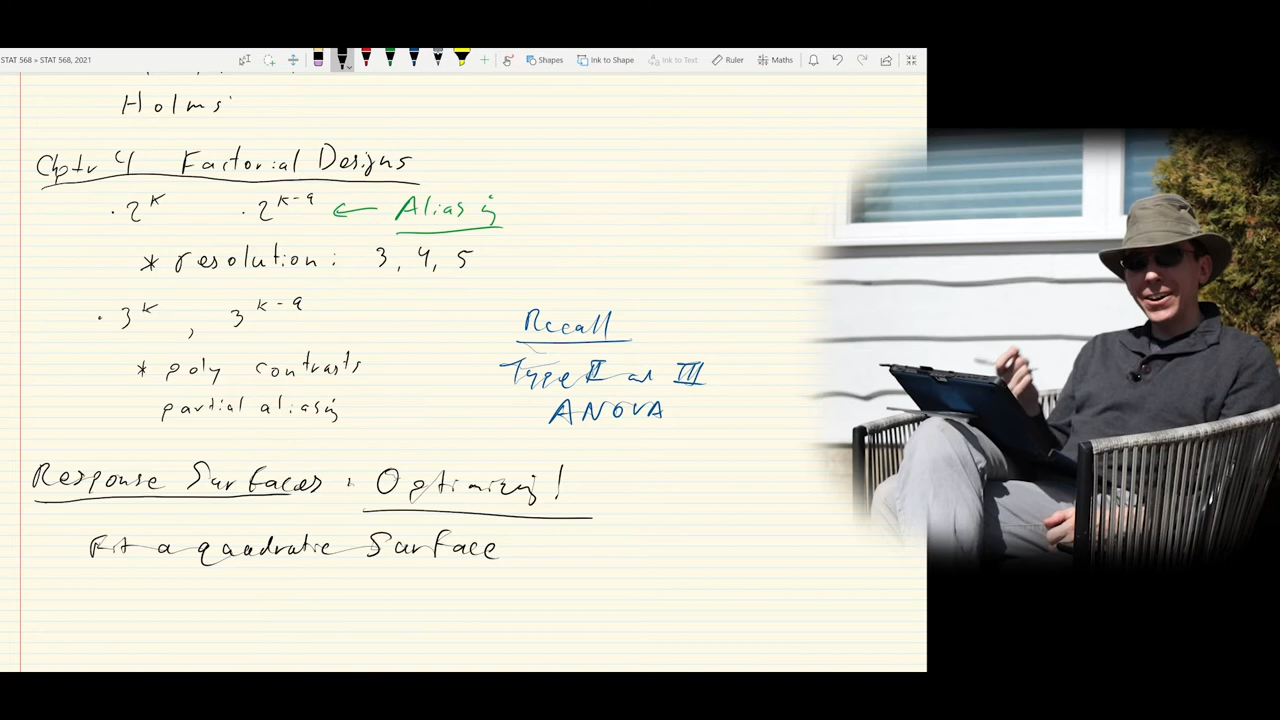 STAT 568 » STAT 568, 2021
Shapes Ink to Shape Ink to Text Ruler Maths
Holms
Chptr 4 Factorial Designs
· 2^k · 2^k-q ← Aliasing
* resolution: 3, 4, 5
· 3^k , 3^k-q
* poly contrasts
partial aliasing
Recall
Type II or III
ANOVA
Response Surfaces: Optimizing!
Fit a quadratic Surface